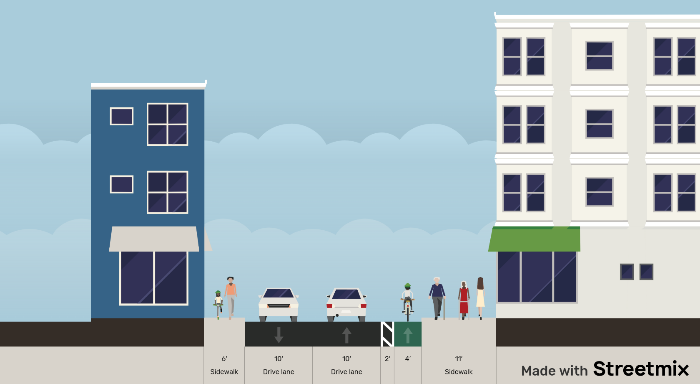 6' 10' 10' 2' 4' 11'
Sidewalk Drive lane Drive lane Sidewalk
Made with Streetmix